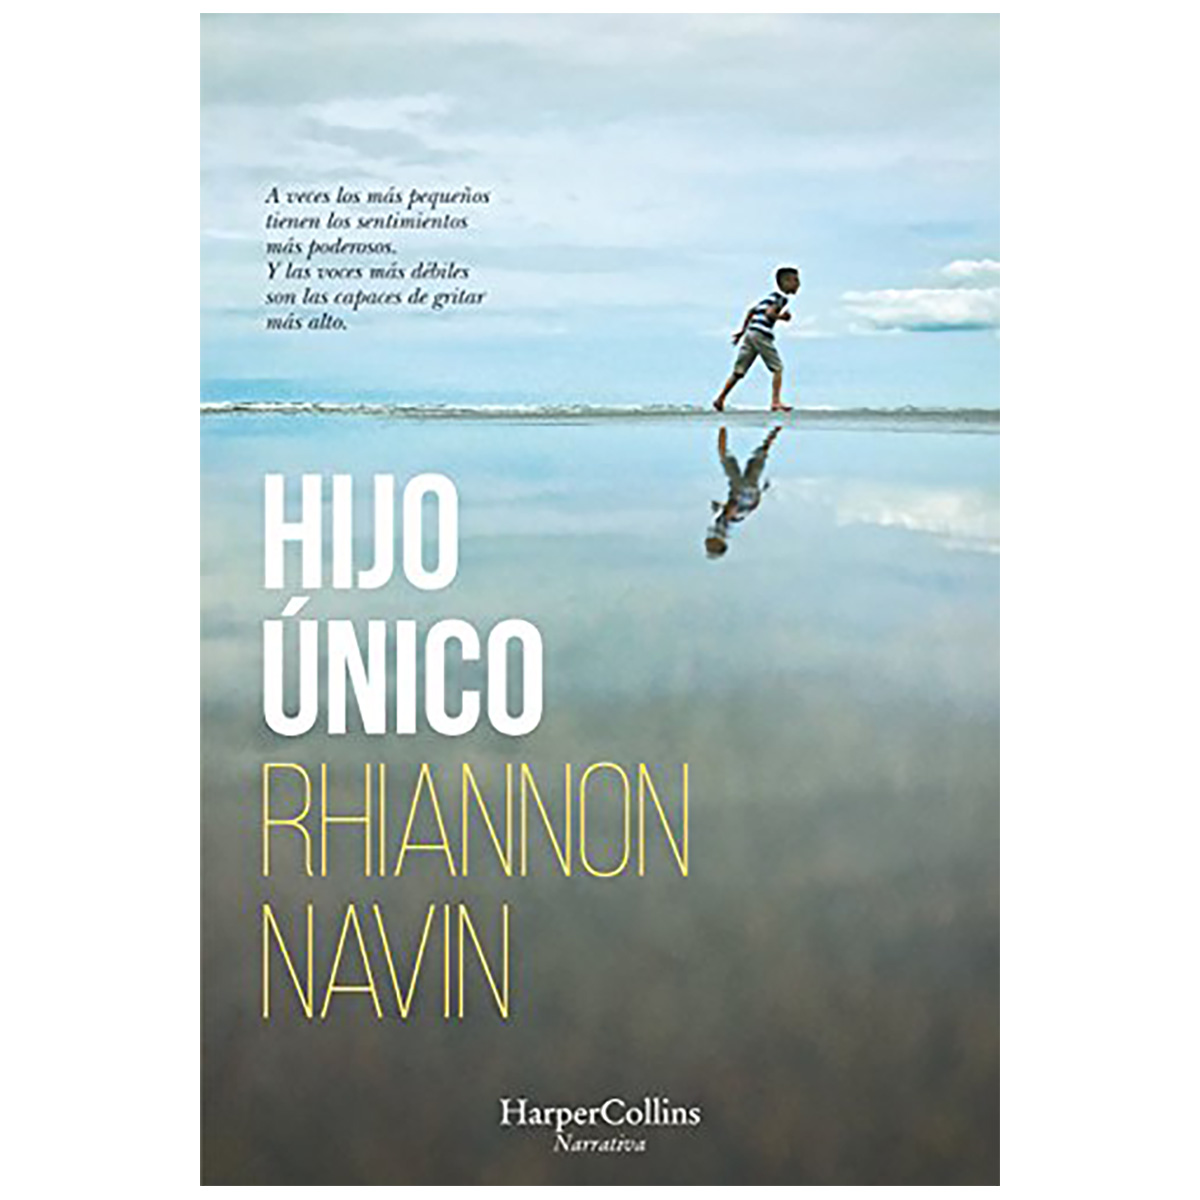 A veces los más pequeños
tienen los sentimientos
más poderosos.
Y las voces más débiles
son las capaces de gritar
más alto.
HIJO
ÚNICO
RHIANNON
NAVIN
HarperCollins
Narrativa